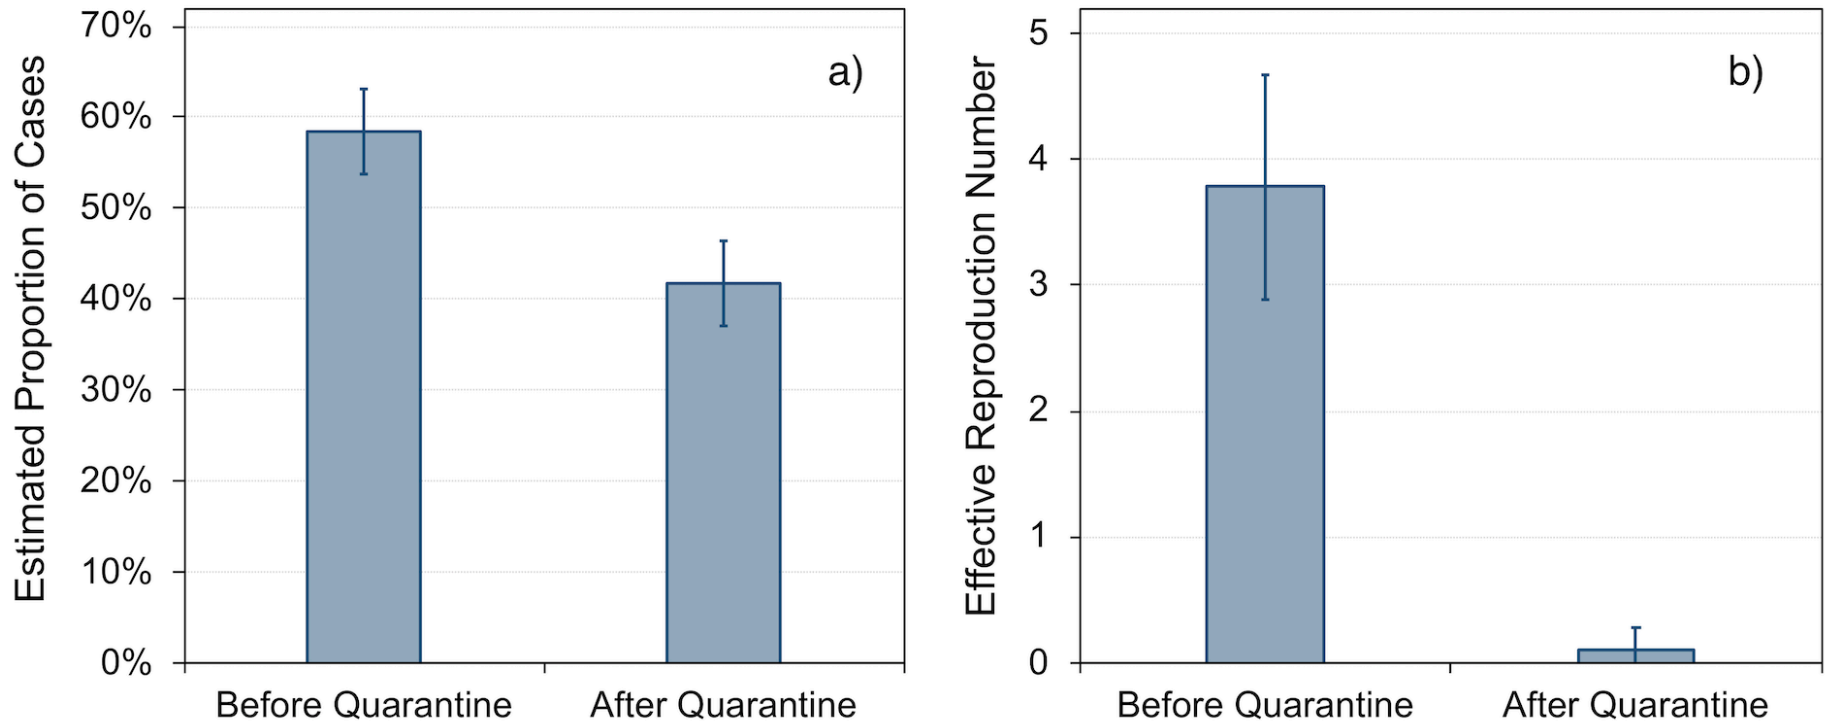 a)
Estimated Proportion of Cases
70%
60%
50%
40%
30%
20%
10%
0%
Before Quarantine
After Quarantine
b)
Effective Reproduction Number
5
4
3
2
1
0
Before Quarantine
After Quarantine